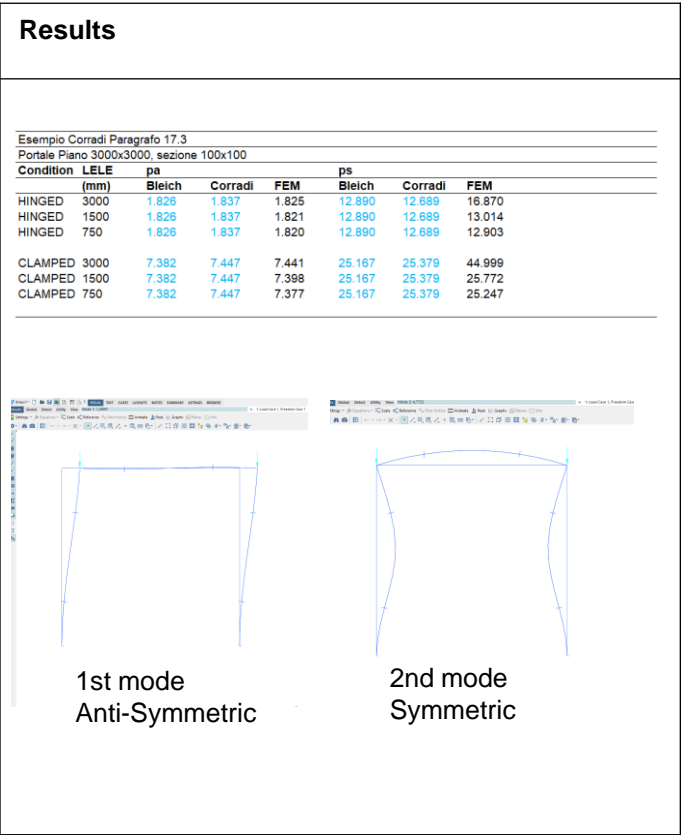 Results
Esempio Corradi Paragrafo 17.3
Portale Piano 3000x3000, sezione 100x100
Condition LELE pa ps
(mm) Bleich Corradi FEM Bleich Corradi FEM
HINGED 3000 1.826 1.837 1.825 12.890 12.689 16.870
HINGED 1500 1.826 1.837 1.821 12.890 12.689 13.014
HINGED 750 1.826 1.837 1.820 12.890 12.689 12.903
CLAMPED 3000 7.382 7.447 7.441 25.167 25.379 44.999
CLAMPED 1500 7.382 7.447 7.398 25.167 25.379 25.772
CLAMPED 750 7.382 7.447 7.377 25.167 25.379 25.247
1st mode
Anti-Symmetric
2nd mode
Symmetric